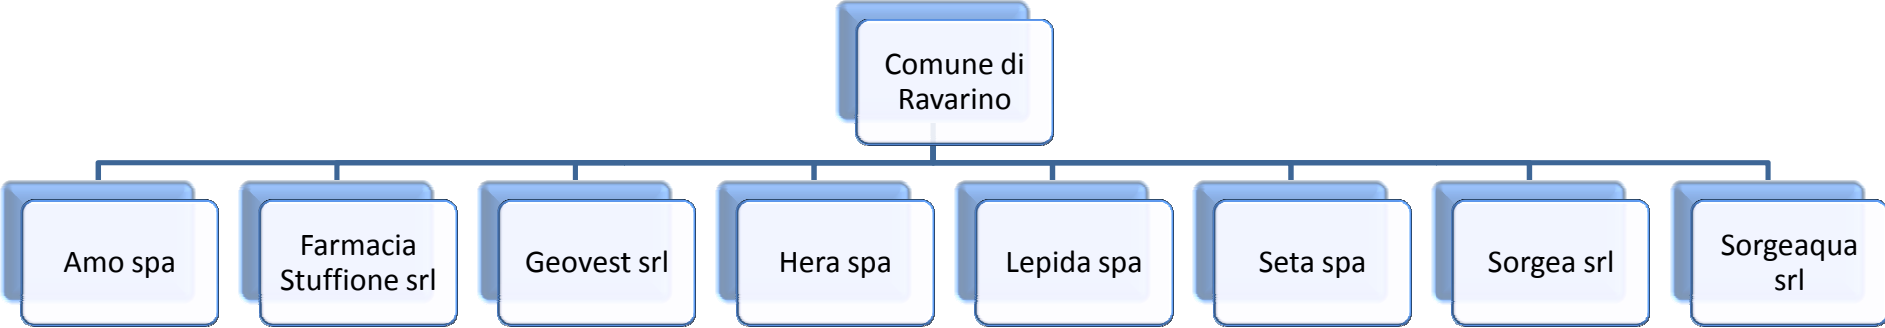 Comune di
Ravarino
Amo spa
Farmacia
Stuffione srl
Geovest srl
Hera spa
Lepida spa
Seta spa
Sorgea srl
Sorgeaqua
srl